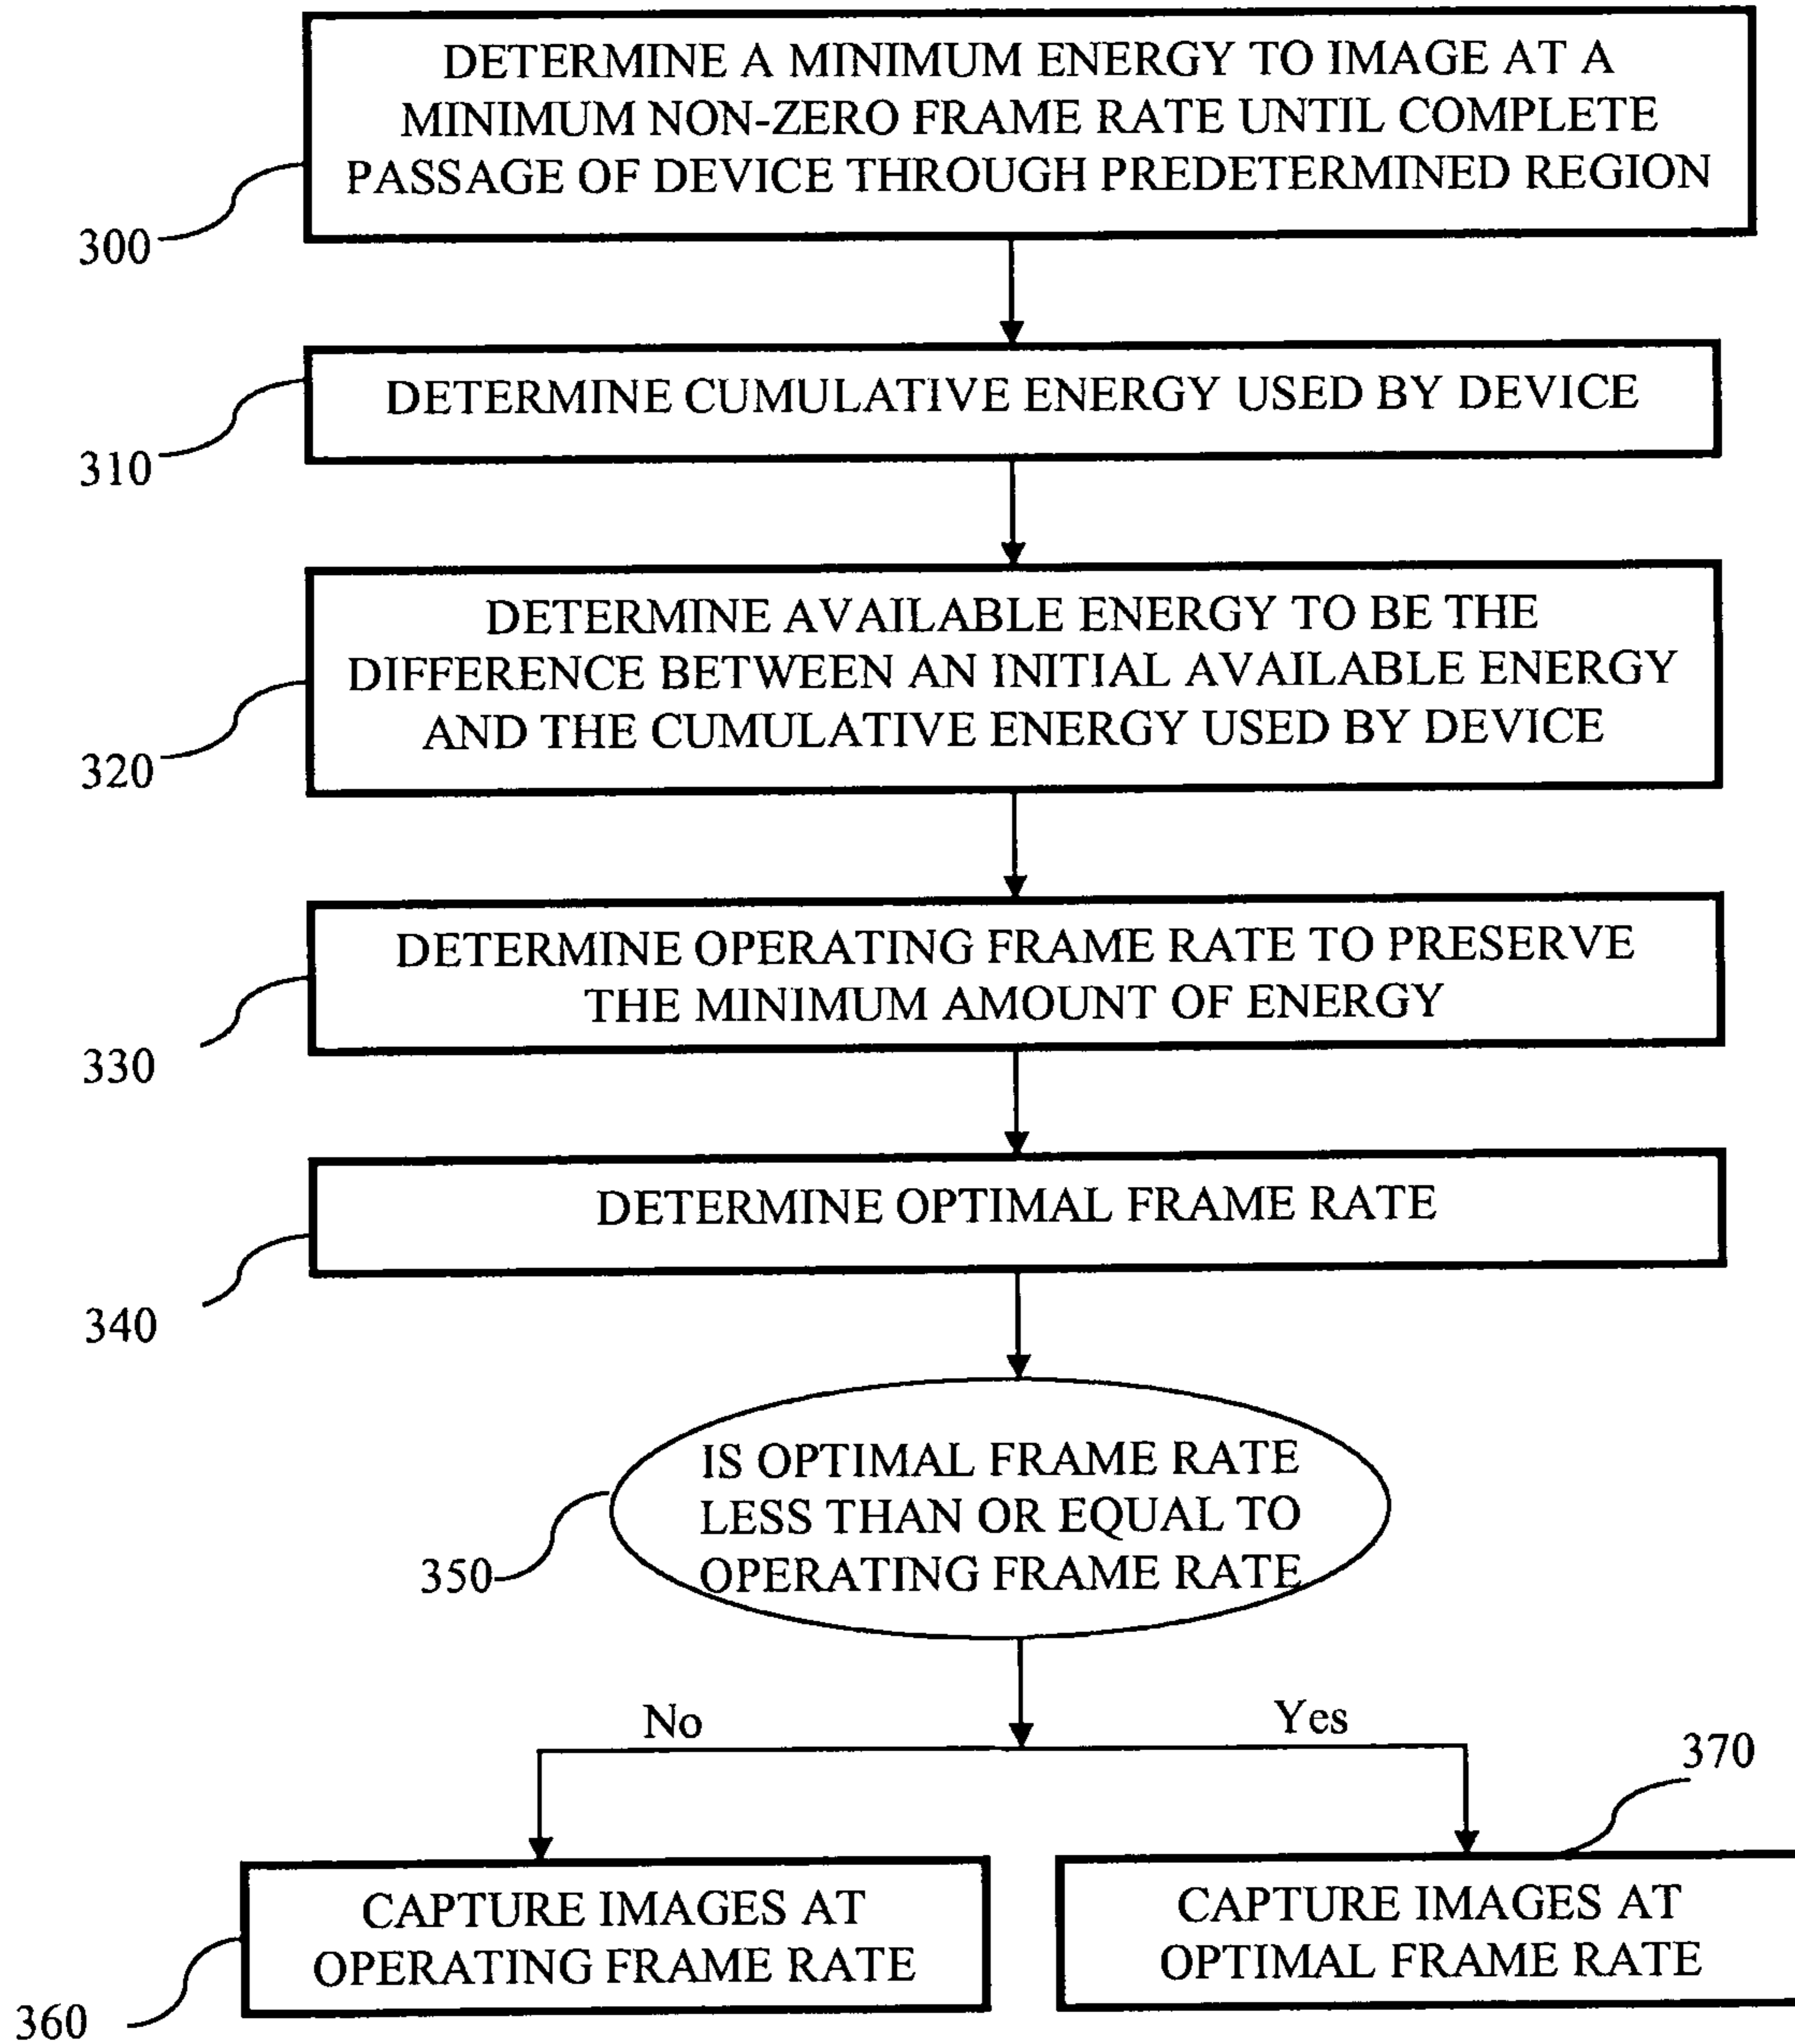 DETERMINE A MINIMUM ENERGY TO IMAGE AT A
MINIMUM NON-ZERO FRAME RATE UNTIL COMPLETE
PASSAGE OF DEVICE THROUGH PREDETERMINED REGION
300
DETERMINE CUMULATIVE ENERGY USED BY DEVICE
310
DETERMINE AVAILABLE ENERGY TO BE THE
DIFFERENCE BETWEEN AN INITIAL AVAILABLE ENERGY
AND THE CUMULATIVE ENERGY USED BY DEVICE
320
DETERMINE OPERATING FRAME RATE TO PRESERVE
THE MINIMUM AMOUNT OF ENERGY
330
DETERMINE OPTIMAL FRAME RATE
340
IS OPTIMAL FRAME RATE
LESS THAN OR EQUAL TO
OPERATING FRAME RATE
350
No
Yes
370
CAPTURE IMAGES AT
OPERATING FRAME RATE
360
CAPTURE IMAGES AT
OPTIMAL FRAME RATE